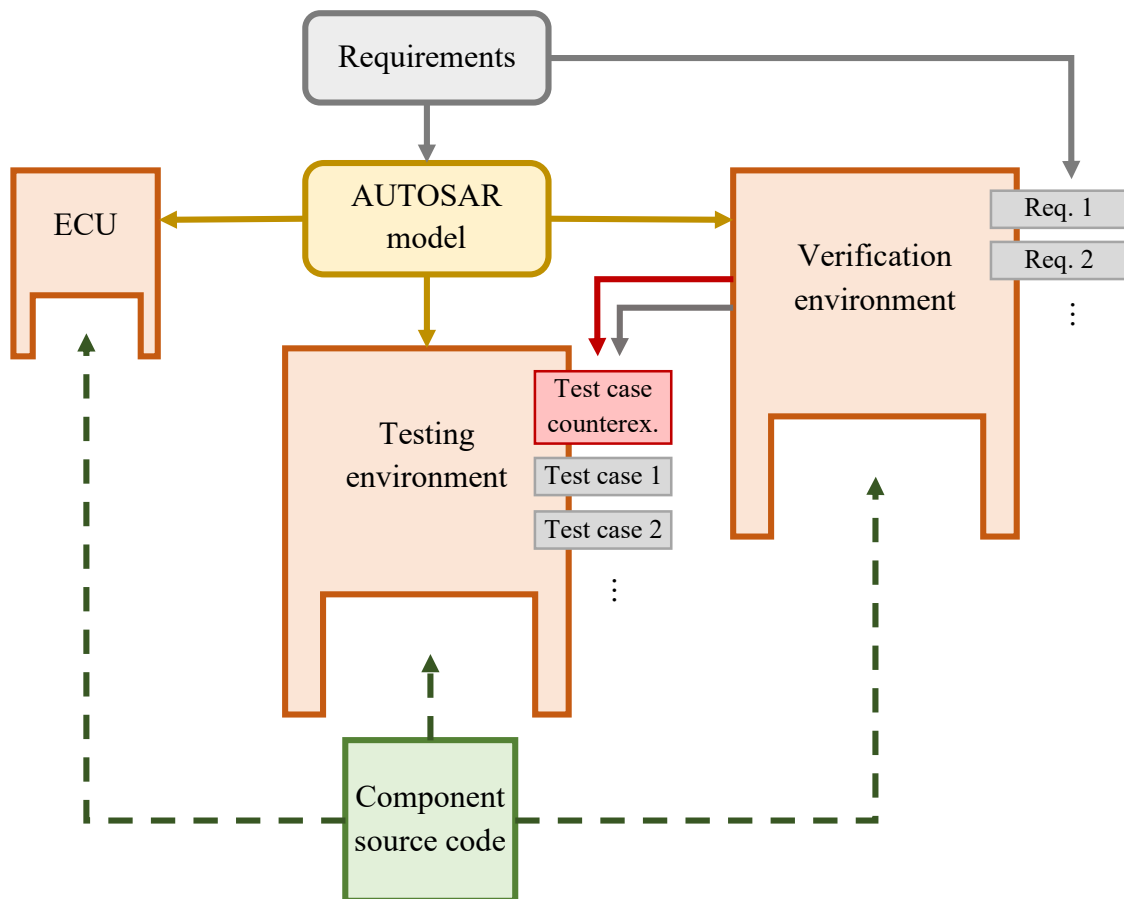 Requirements
AUTOSAR
model
ECU
Verification
environment
Req. 1
Req. 2
⋮
Testing
environment
Test case
counterex.
Test case 1
Test case 2
⋮
Component
source code